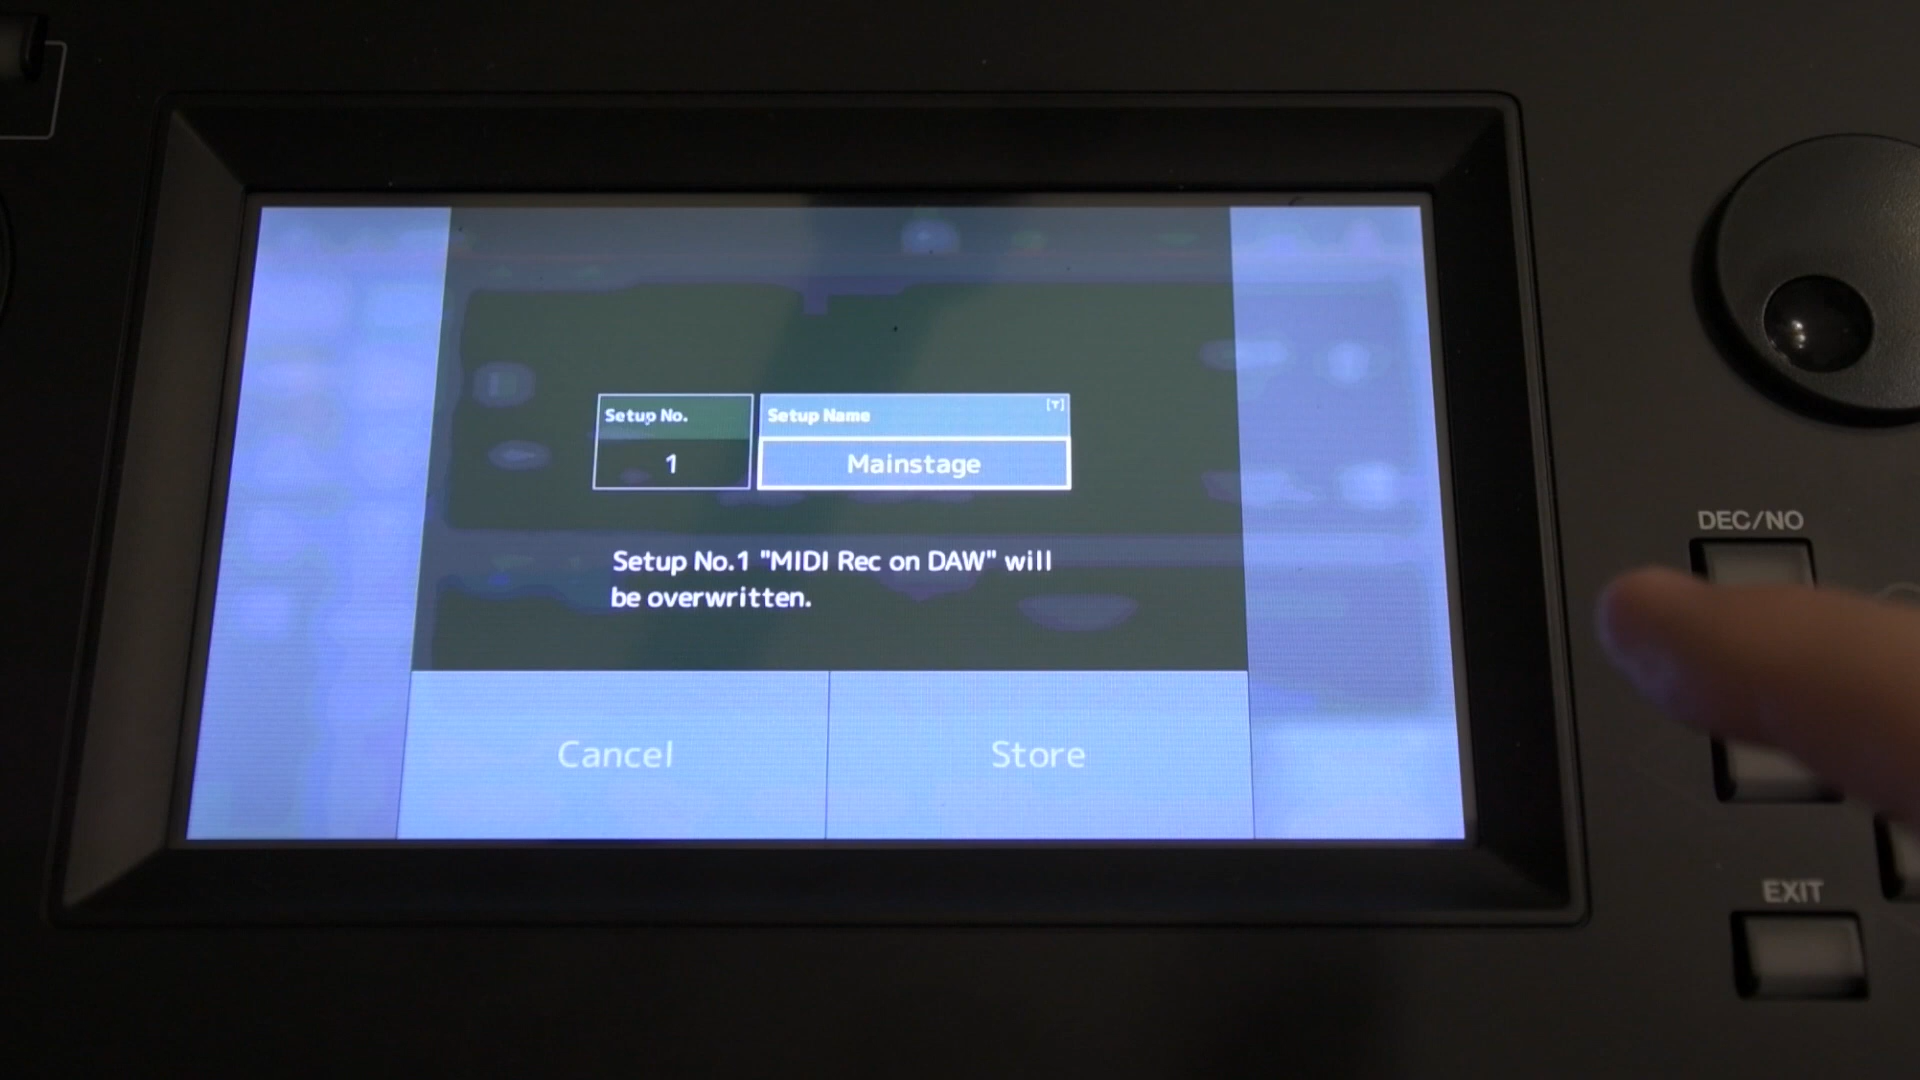 Setup No.
Setup Name
[T]
1
Mainstage
Setup No.1 "MIDI Rec on DAW" will
be overwritten.
Cancel
Store
DEC/NO
EXIT